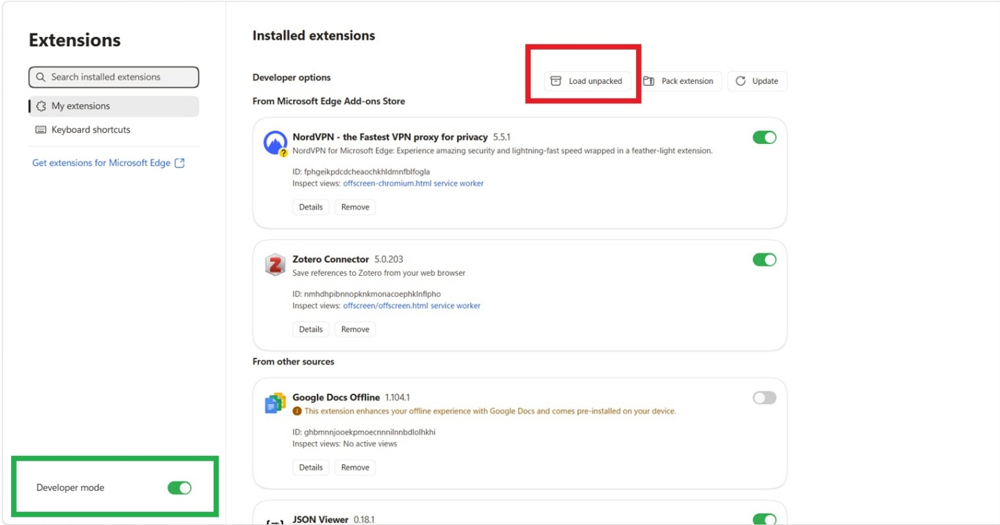 Extensions
Search installed extensions
My extensions
Keyboard shortcuts
Get extensions for Microsoft Edge
Developer mode
Installed extensions
Developer options
Load unpacked
Pack extension
Update
From Microsoft Edge Add-ons Store
NordVPN - the Fastest VPN proxy for privacy 5.5.1
NordVPN for Microsoft Edge: Experience amazing security and lightning-fast speed wrapped in a feather-light extension.
ID: fphgeikpdcdcheaochkhldmnfblfogla
Inspect views: offscreen-chromium.html service worker
Details Remove
Zotero Connector 5.0.203
Save references to Zotero from your web browser
ID: nmhdhpibnnopknkmonacoephklnflpho
Inspect views: offscreen/offscreen.html service worker
Details Remove
From other sources
Google Docs Offline 1.104.1
This extension enhances your offline experience with Google Docs and comes pre-installed on your device.
ID: ghbmnnjooekpmoecnnnilnnbdlolhkhi
Inspect views: No active views
Details Remove
JSON Viewer 0.18.1